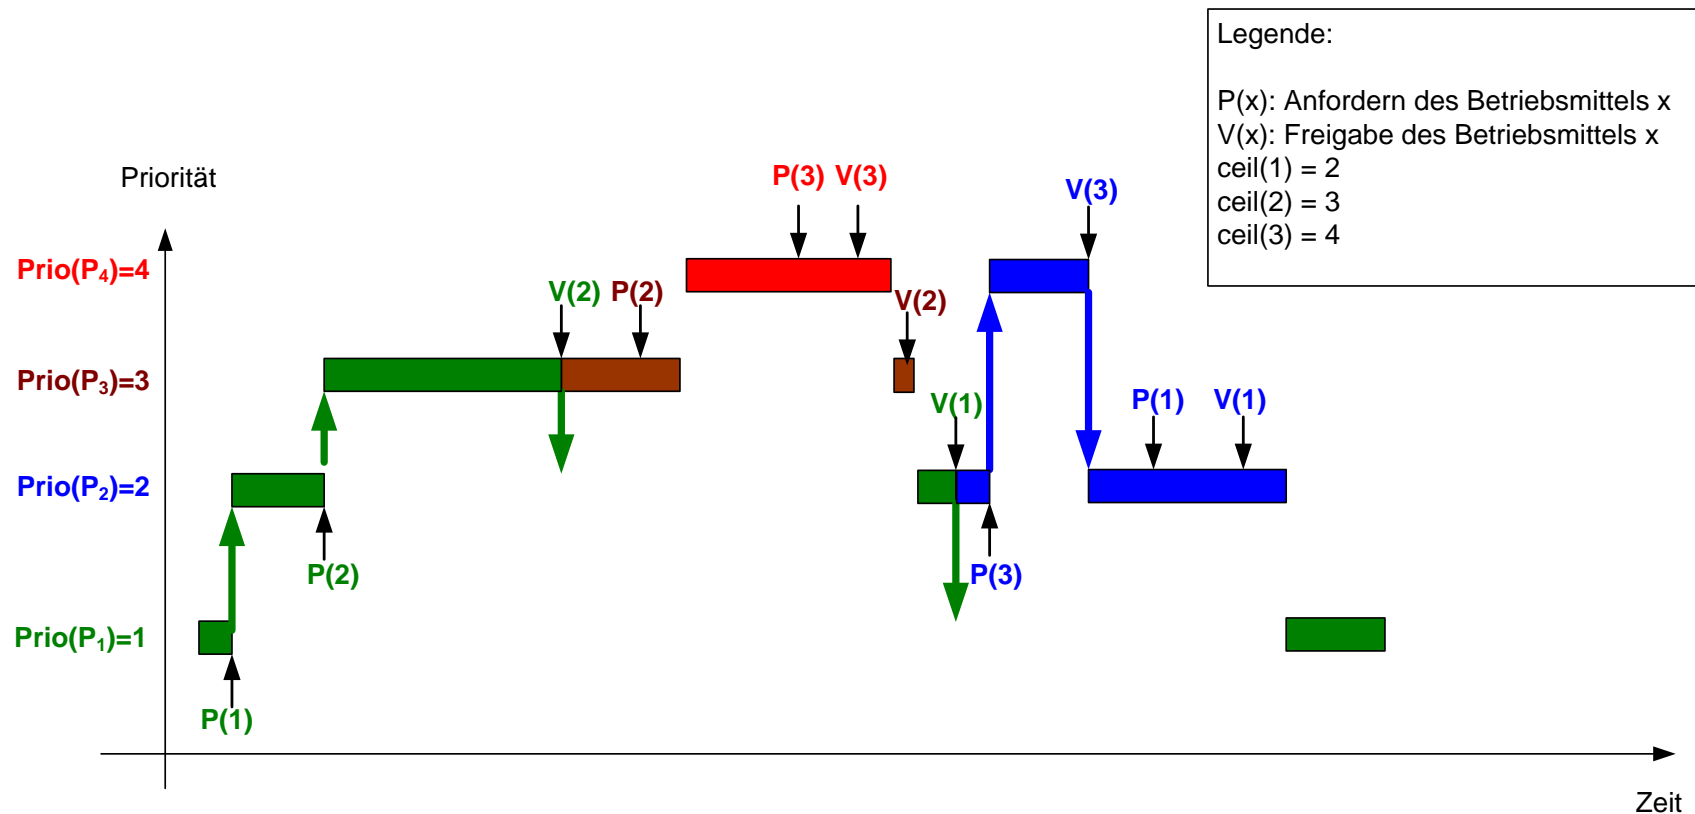 Legende:
P(x): Anfordern des Betriebsmittels x
V(x): Freigabe des Betriebsmittels x
ceil(1) = 2
ceil(2) = 3
ceil(3) = 4
Priorität
P(3) V(3)
V(3)
Prio(P₄)=4
V(2) P(2)
V(2)
Prio(P₃)=3
V(1)
P(1) V(1)
Prio(P₂)=2
P(2)
P(3)
Prio(P₁)=1
P(1)
Zeit